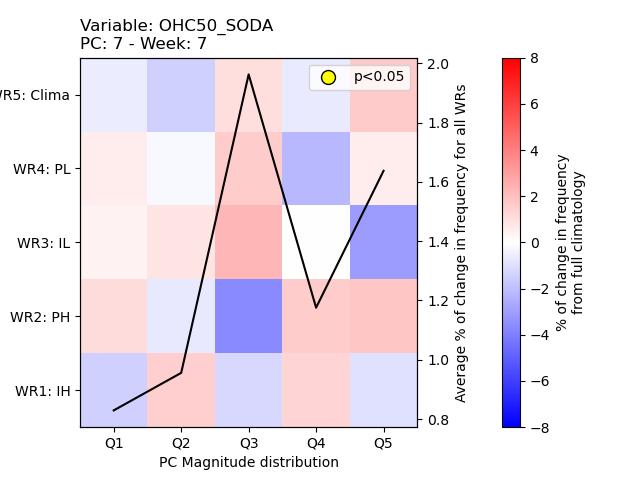 Variable: OHC50_SODA
PC: 7 - Week: 7
p<0.05
WR5: Clima
WR4: PL
WR3: IL
WR2: PH
WR1: IH
Q1 Q2 Q3 Q4 Q5
PC Magnitude distribution
2.0
1.8
1.6
1.4
1.2
1.0
0.8
Average % of change in frequency for all WRs
8
6
4
2
0
−2
−4
−6
−8
% of change in frequency
from full climatology